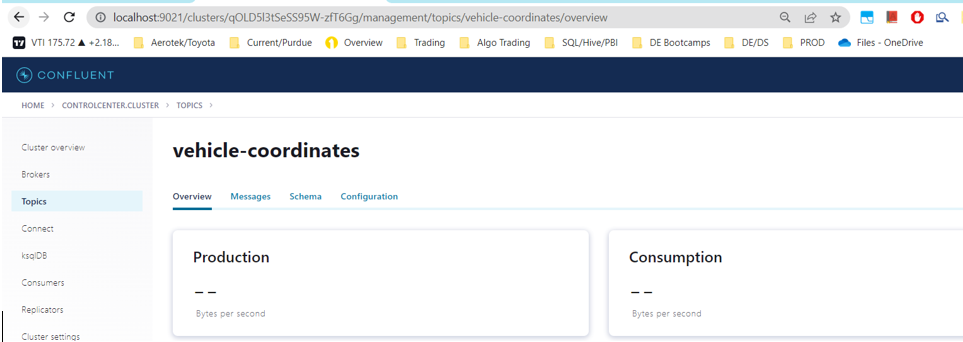 localhost:9021/clusters/qOLD5l3tSeSS95W-zfT6Gg/management/topics/vehicle-coordinates/overview
VTI 175.72 ▲ +2.18... Aerotek/Toyota Current/Purdue Overview Trading Algo Trading SQL/Hive/PBI DE Bootcamps DE/DS PROD Files - OneDrive
CONFLUENT
HOME > CONTROLCENTER.CLUSTER > TOPICS >
Cluster overview
Brokers
Topics
Connect
ksqlDB
Consumers
Replicators
Cluster settings
vehicle-coordinates
Overview Messages Schema Configuration
Production
--
Bytes per second
Consumption
--
Bytes per second